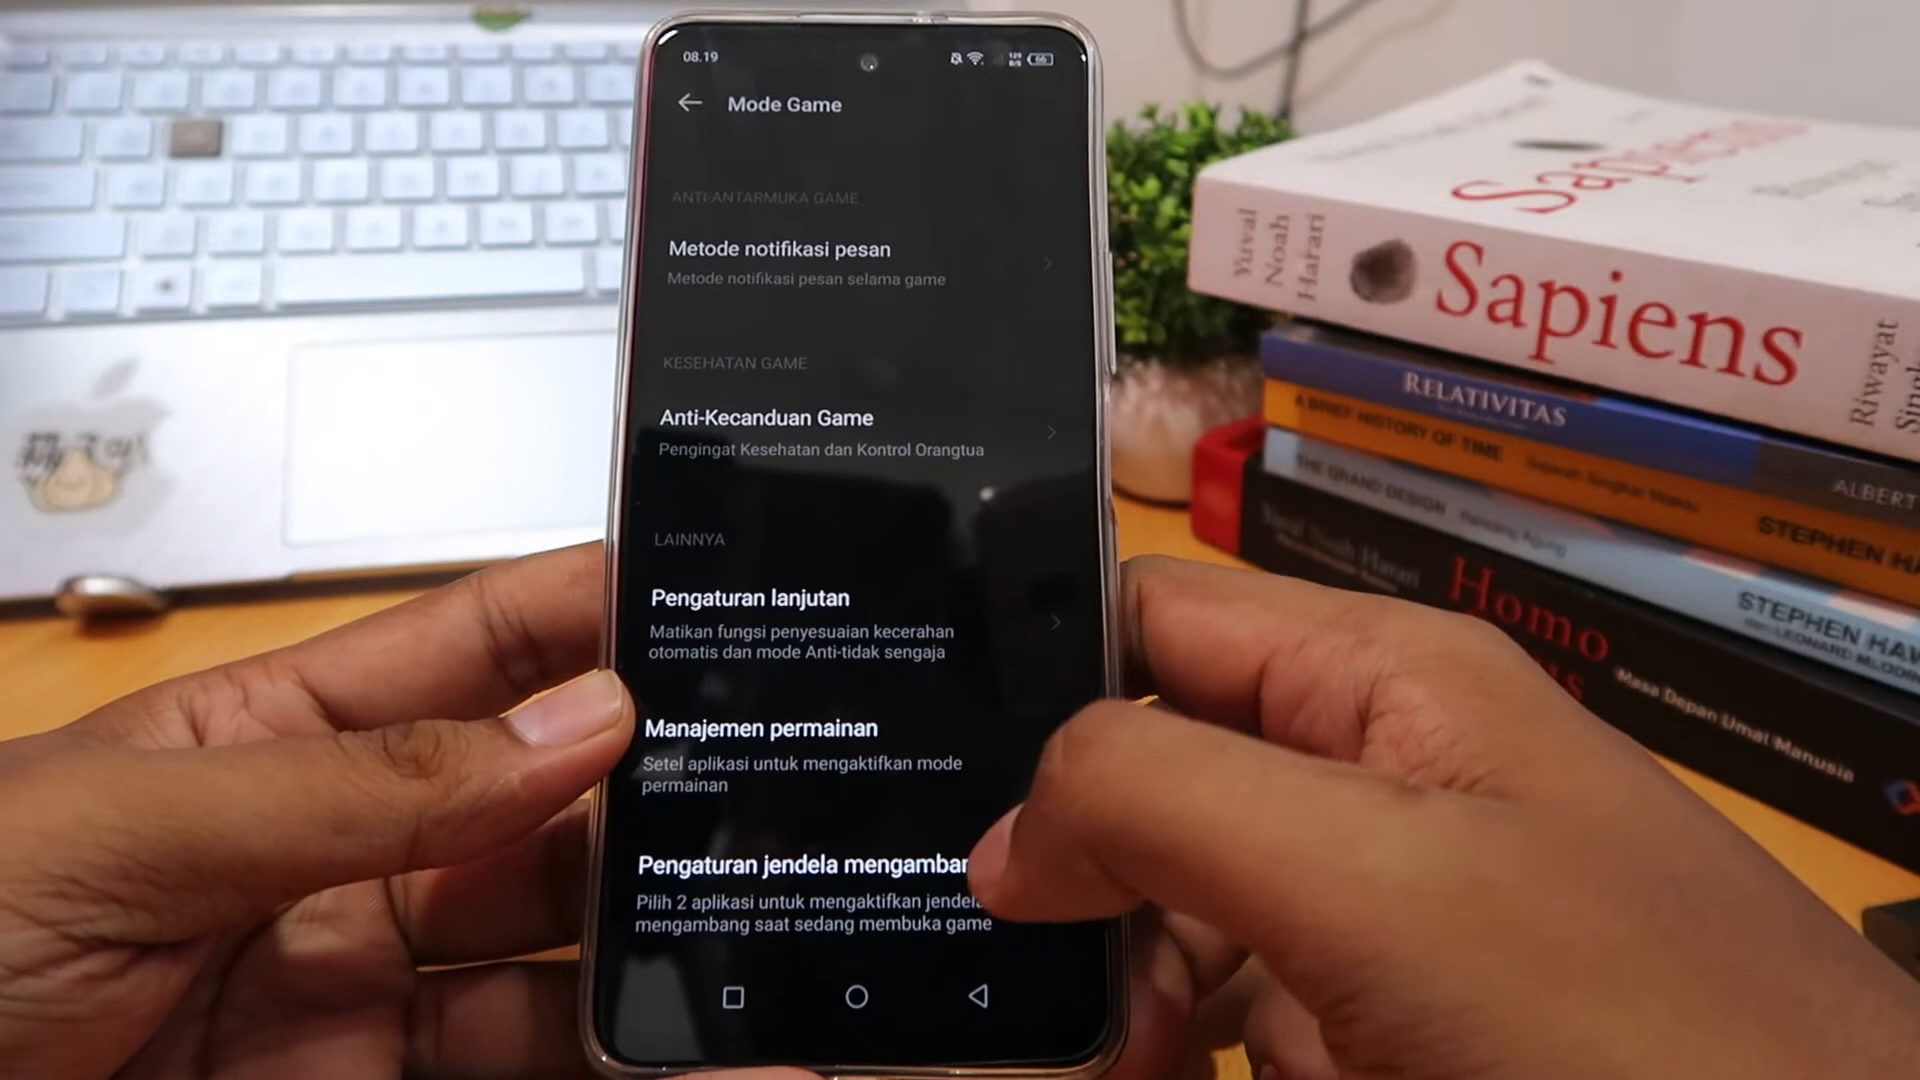 08.19
66
Mode Game
ANTI-ANTARMUKA GAME
Metode notifikasi pesan
Metode notifikasi pesan selama game
KESEHATAN GAME
Anti-Kecanduan Game
Pengingat Kesehatan dan Kontrol Orangtua
LAINNYA
Pengaturan lanjutan
Matikan fungsi penyesuaian kecerahan
otomatis dan mode Anti-tidak sengaja
Manajemen permainan
Setel aplikasi untuk mengaktifkan mode
permainan
Pengaturan jendela
Pilih 2 aplikasi untuk mengaktifkan
mengambang saat sedang membuka game
Sapiens
Yuval
Noah
Harari
Sapiens
Riwayat
RELATIVITAS
ALBERT
A BRIEF HISTORY OF TIME
STEPHEN
THE GRAND DESIGN
STEPHEN
Homo
Masa Depan Umat Manusia